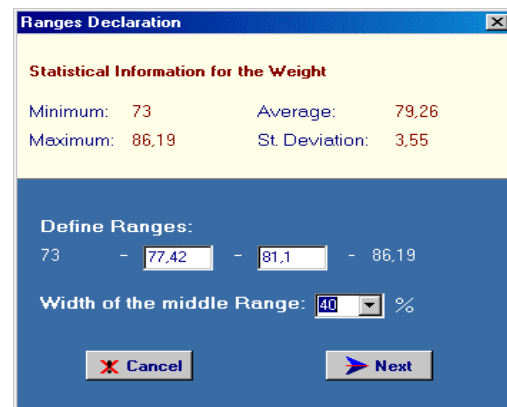 Ranges Declaration
Statistical Information for the Weight
Minimum: 73 Average: 79,26
Maximum: 86,19 St. Deviation: 3,55
Define Ranges:
73 - 77,42 - 81,1 - 86,19
Width of the middle Range: 40 %
Cancel Next